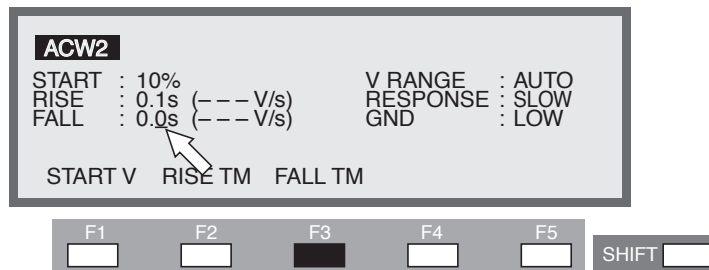 ACW2
START : 10% V RANGE : AUTO
RISE : 0.1s (– – – V/s) RESPONSE : SLOW
FALL : 0.0s (– – – V/s) GND : LOW
START V RISE TM FALL TM
F1 F2 F3 F4 F5
SHIFT